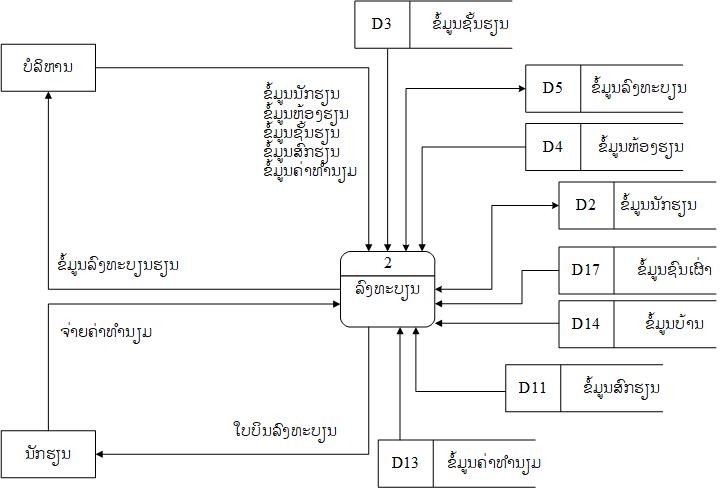 D3 ຂໍ້ມູນຊັ້ນຮຽນ
ບໍລິຫານ
ຂໍ້ມູນນັກຮຽນ
ຂໍ້ມູນຫ້ອງຮຽນ
ຂໍ້ມູນຊັ້ນຮຽນ
ຂໍ້ມູນສົກຮຽນ
ຂໍ້ມູນຄ່າທຳນຽມ
D5 ຂໍ້ມູນລົງທະບຽນ
D4 ຂໍ້ມູນຫ້ອງຮຽນ
D2 ຂໍ້ມູນນັກຮຽນ
2
ລົງທະບຽນ
ຂໍ້ມູນລົງທະບຽນຮຽນ
D17 ຂໍ້ມູນຊົນເຜົ່າ
ຈ່າຍຄ່າທຳນຽມ
D14 ຂໍ້ມູນບ້ານ
D11 ຂໍ້ມູນສົກຮຽນ
ໃບບິນລົງທະບຽນ
ນັກຮຽນ
D13 ຂໍ້ມູນຄ່າທຳນຽມ